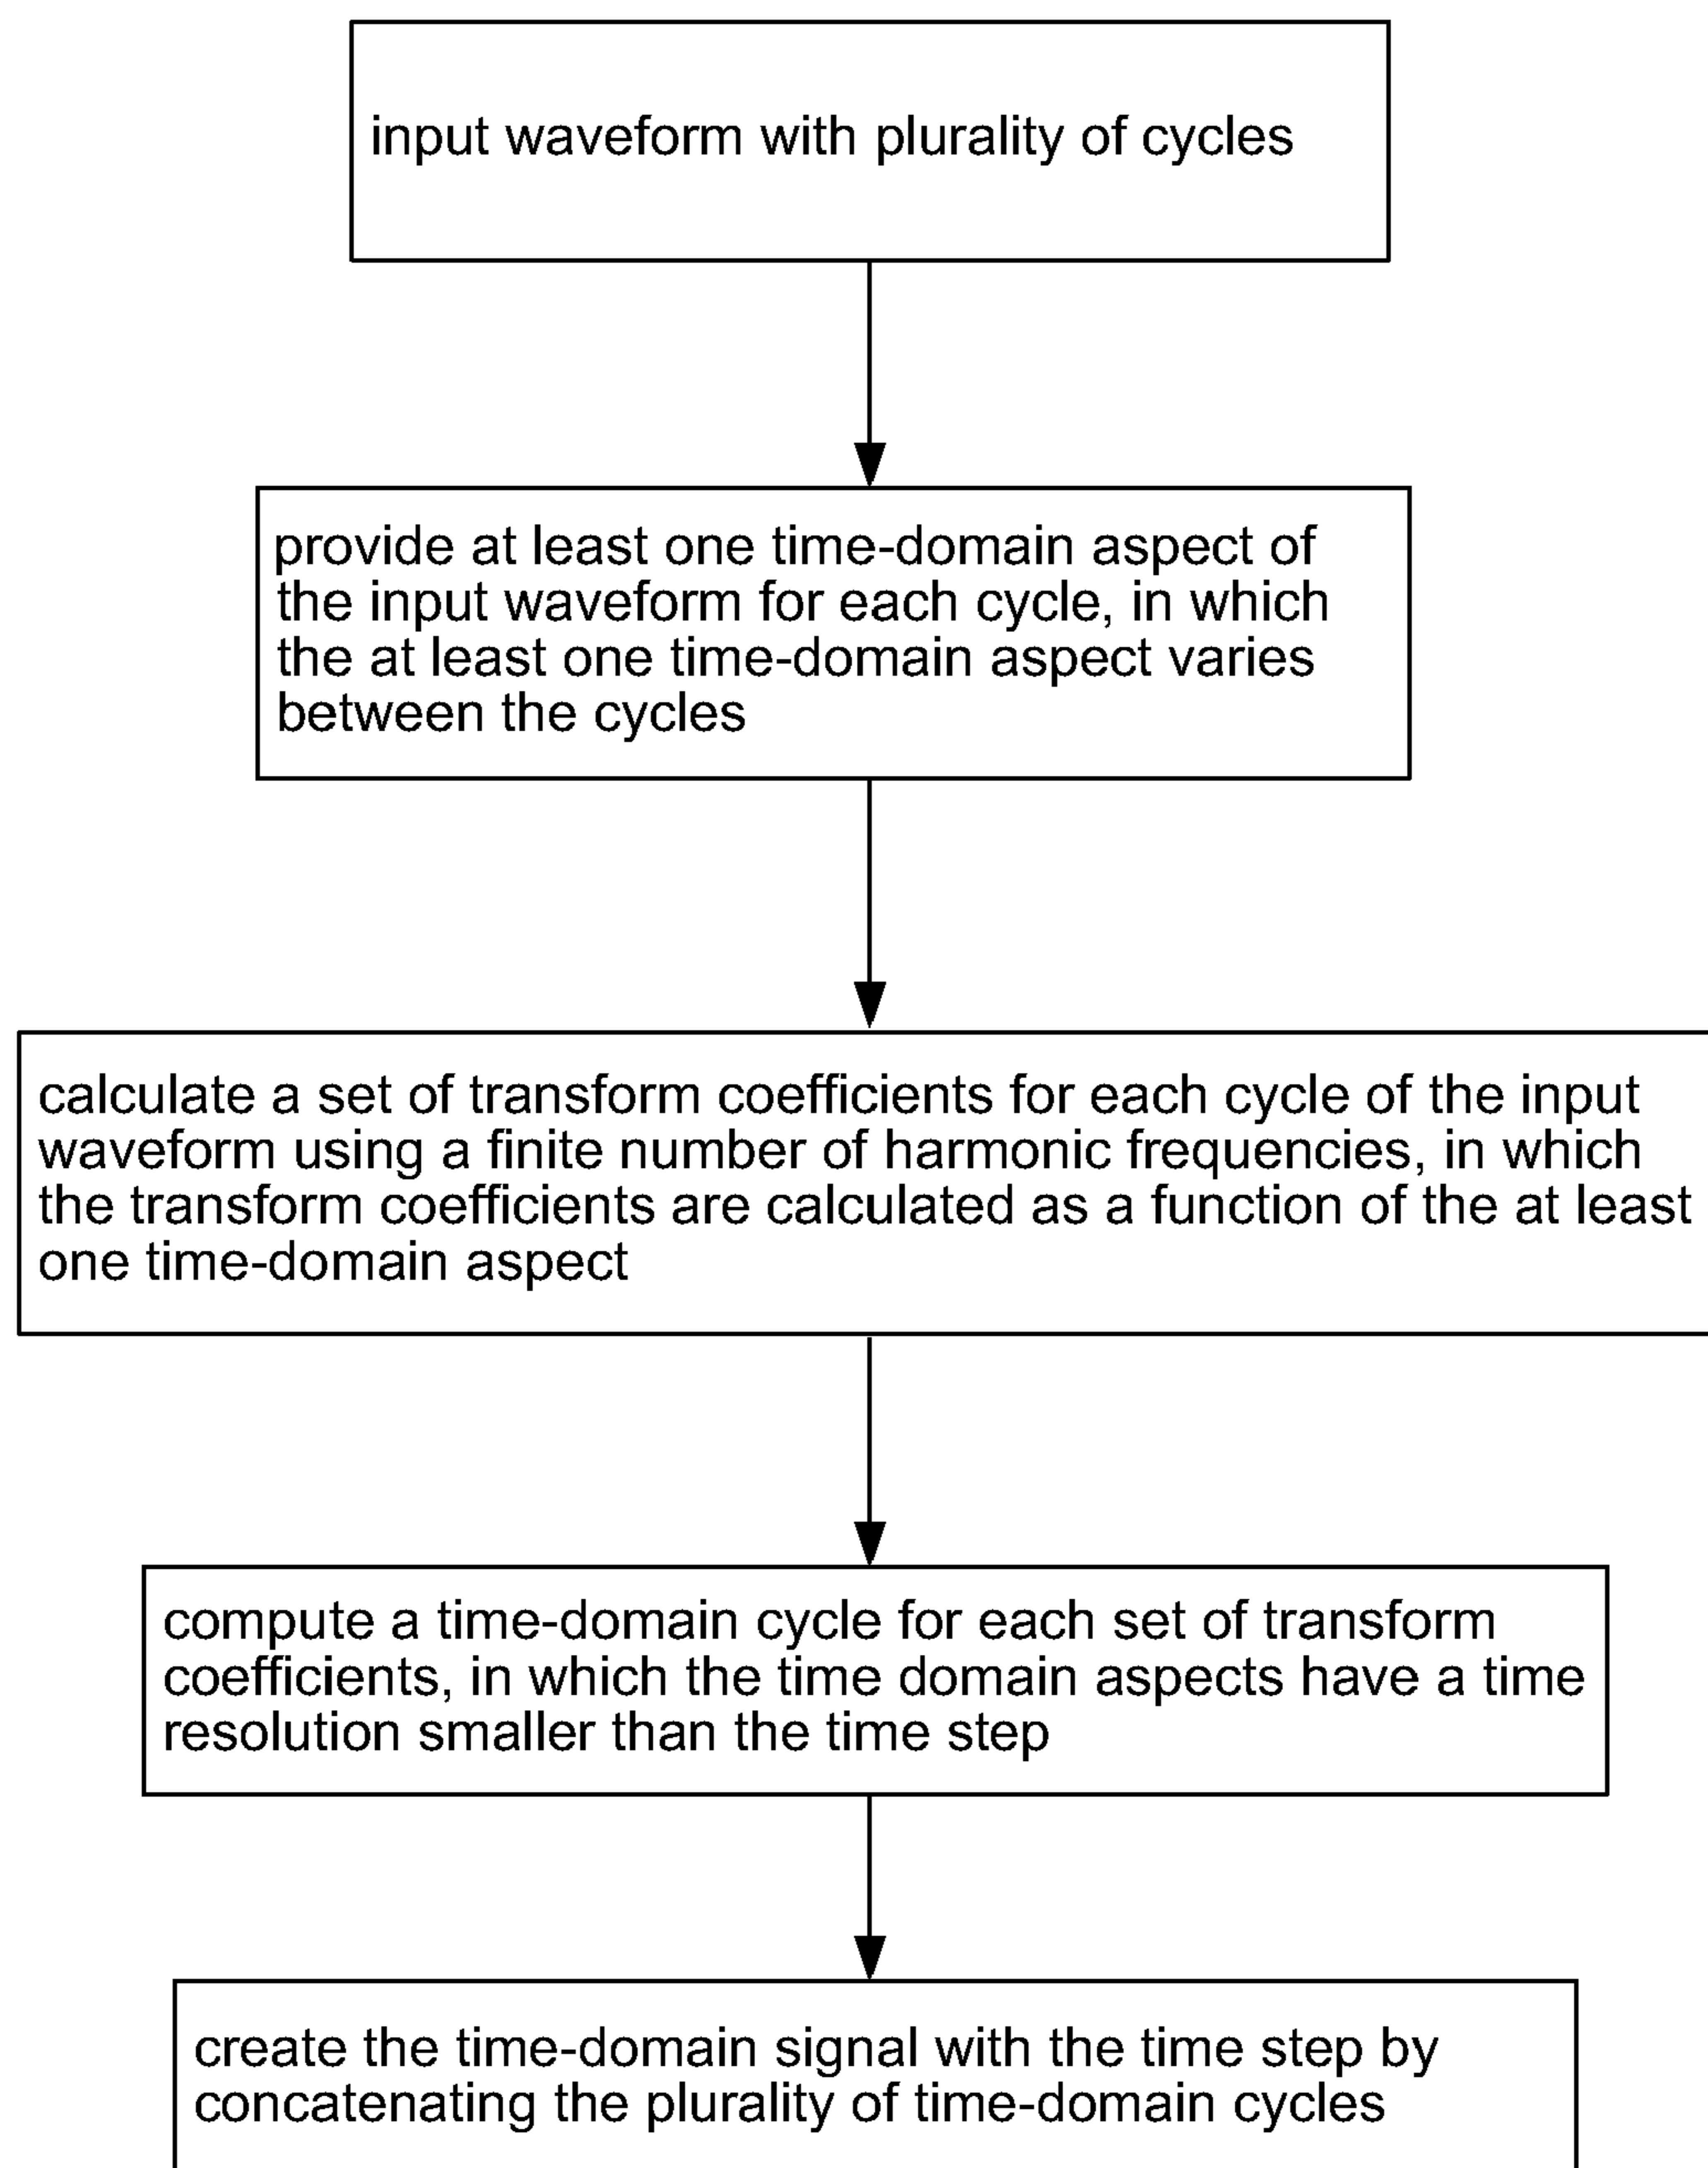 input waveform with plurality of cycles
provide at least one time-domain aspect of
the input waveform for each cycle, in which
the at least one time-domain aspect varies
between the cycles
calculate a set of transform coefficients for each cycle of the input
waveform using a finite number of harmonic frequencies, in which
the transform coefficients are calculated as a function of the at least
one time-domain aspect
compute a time-domain cycle for each set of transform
coefficients, in which the time domain aspects have a time
resolution smaller than the time step
create the time-domain signal with the time step by
concatenating the plurality of time-domain cycles